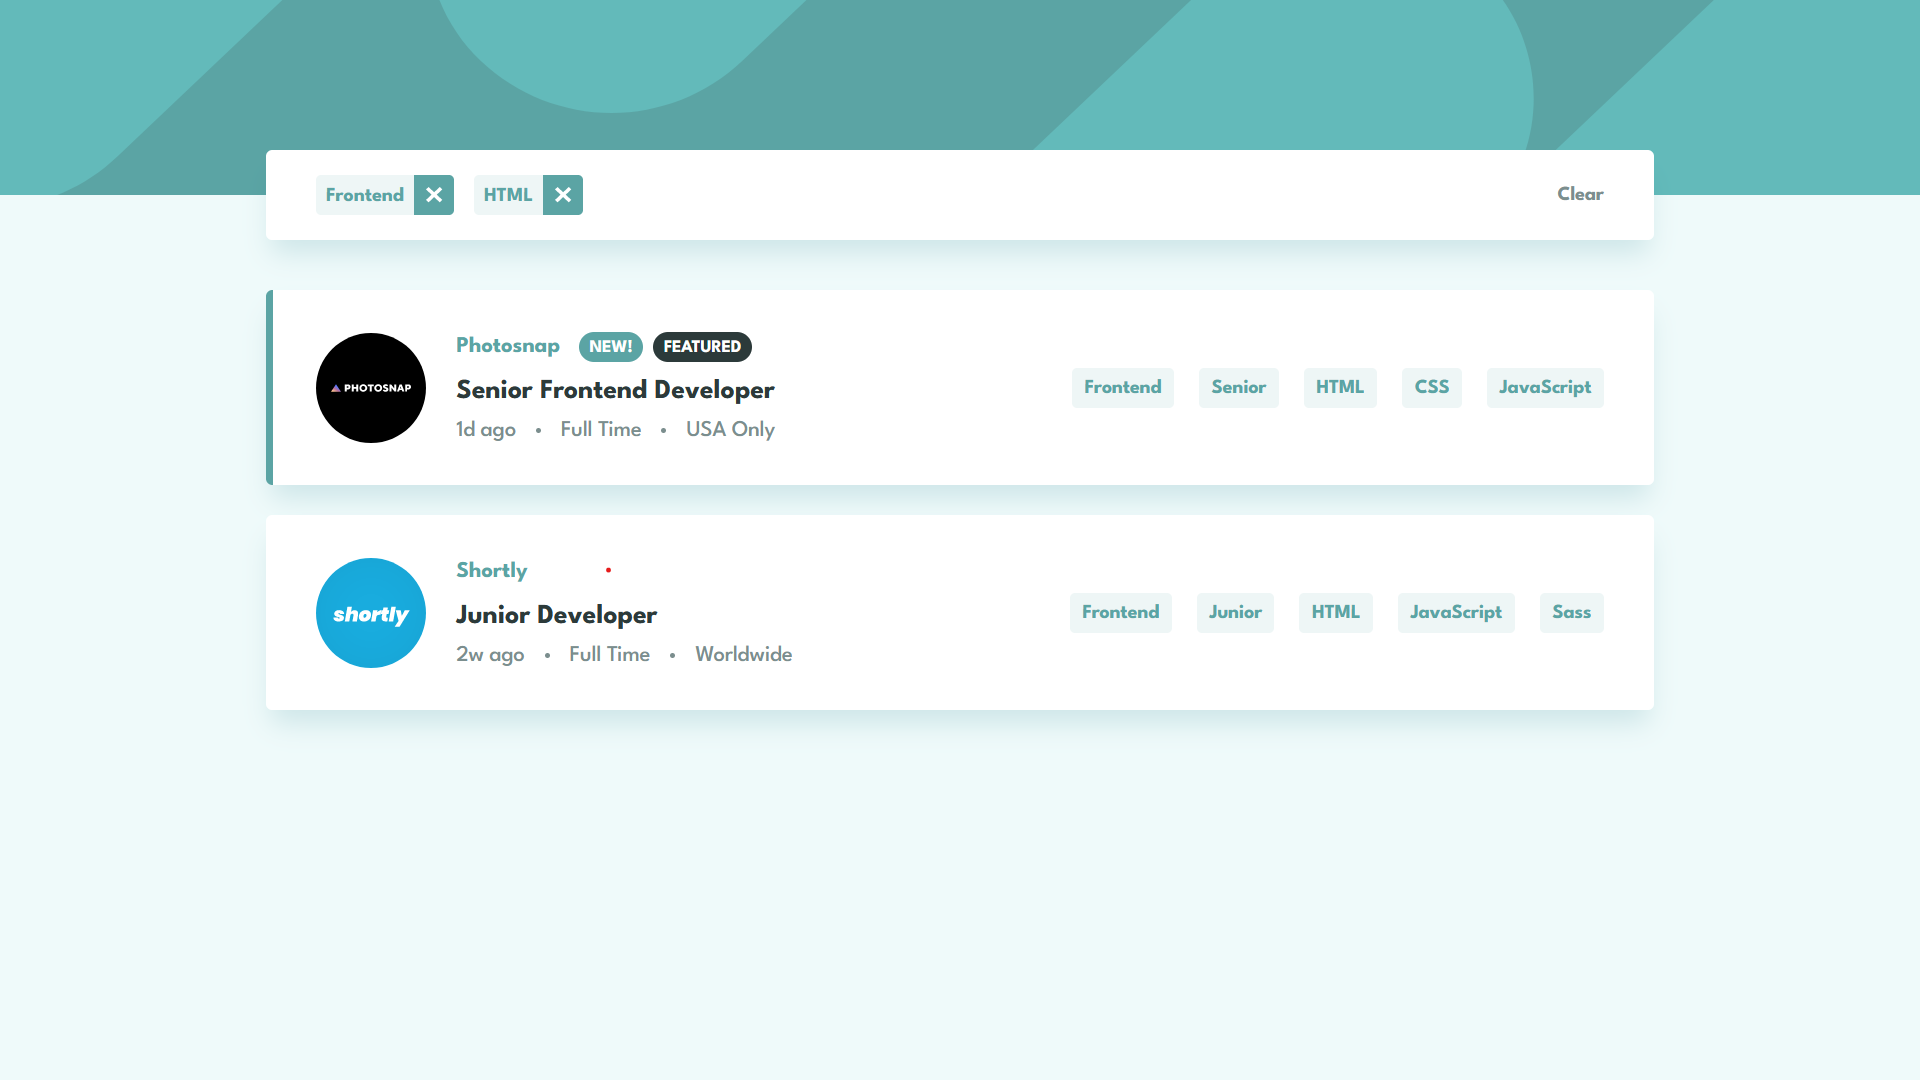 Frontend HTML Clear
Photosnap NEW! FEATURED
PHOTOSNAP
Senior Frontend Developer
1d ago • Full Time • USA Only
Frontend Senior HTML CSS JavaScript
Shortly
shortly
Junior Developer
2w ago • Full Time • Worldwide
Frontend Junior HTML JavaScript Sass